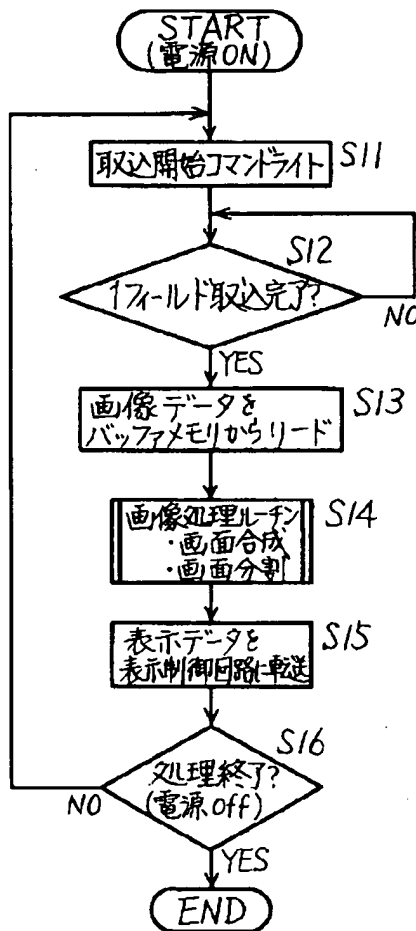 START
(電源ON)
取込開始コマンドライト
S11
S12
1フィールド取込完了?
NO
YES
S13
画像データを
バッファメモリからリード
S14
画像処理ルーチン
・画面合成
・画面分割
S15
表示データを
表示制御回路に転送
S16
処理終了?
(電源off)
NO
YES
END